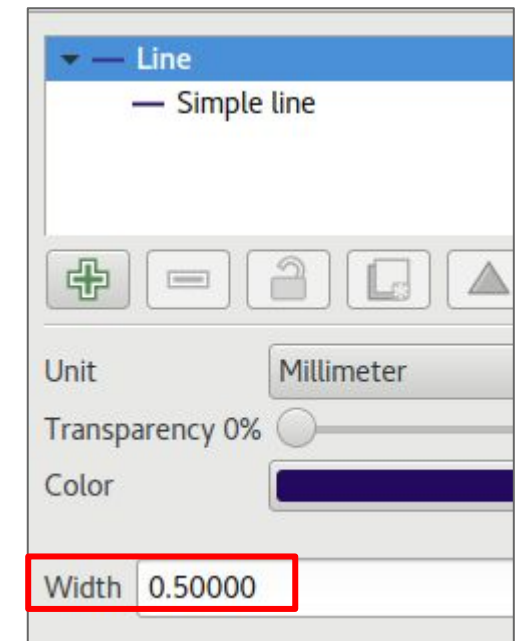 Line
Simple line
Unit Millimeter
Transparency 0%
Color
Width 0.50000